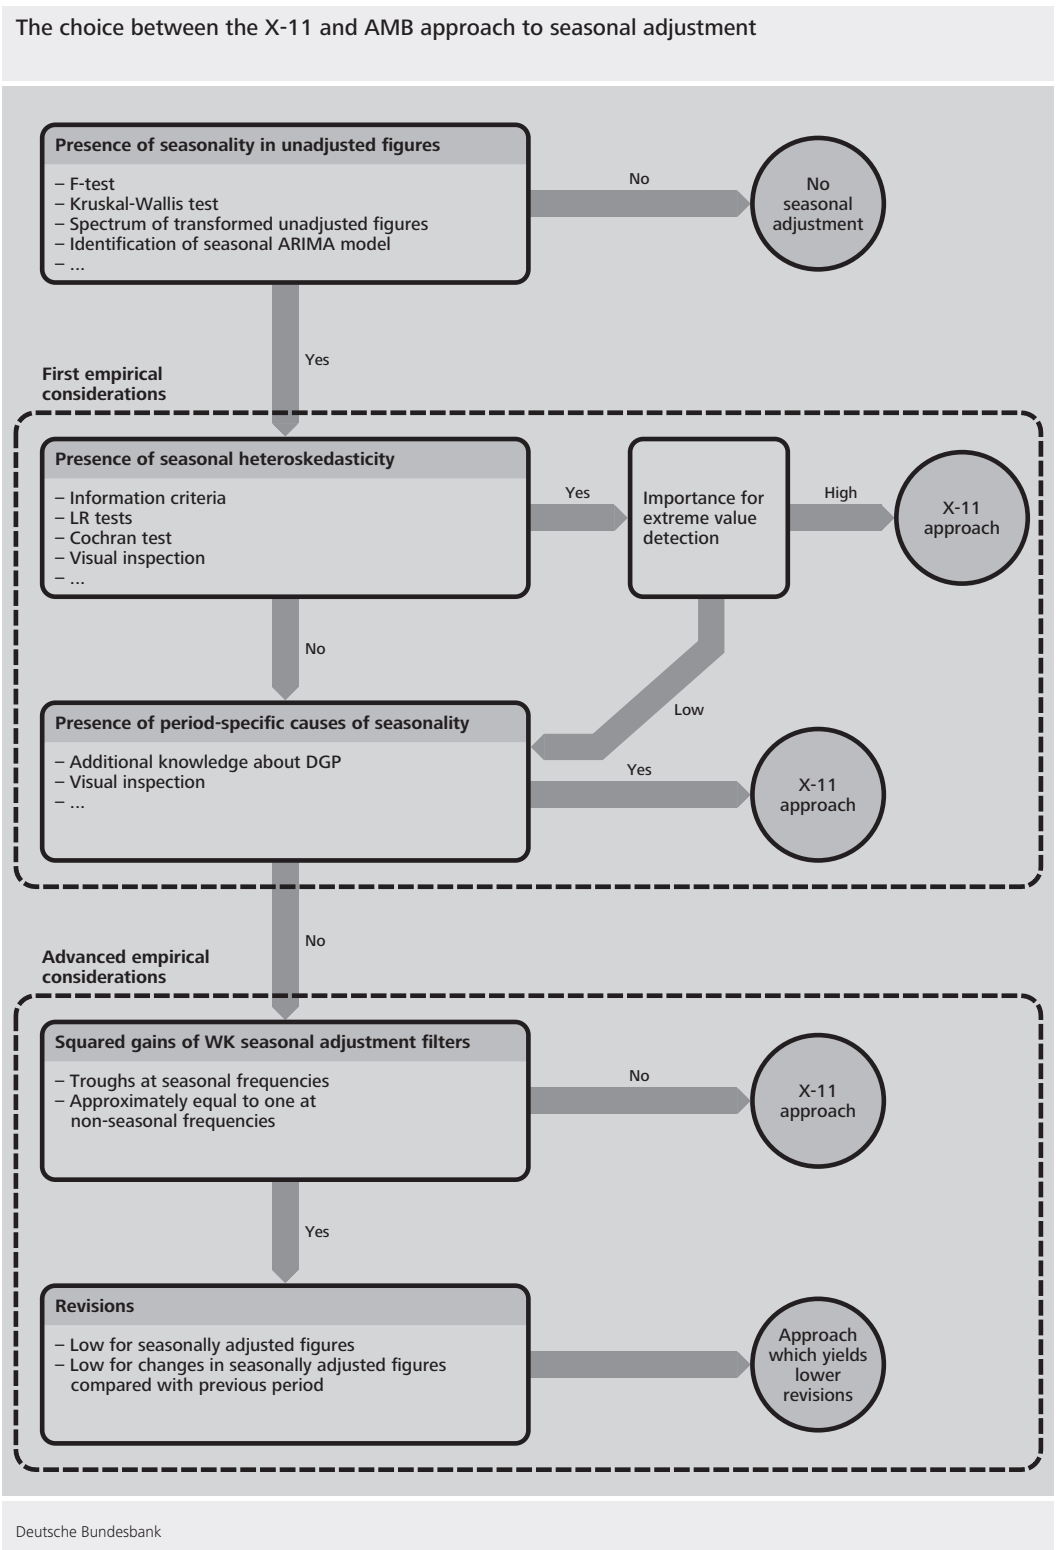 The choice between the X-11 and AMB approach to seasonal adjustment
Presence of seasonality in unadjusted figures
– F-test
– Kruskal-Wallis test
– Spectrum of transformed unadjusted figures
– Identification of seasonal ARIMA model
– ...
No
No
seasonal
adjustment
Yes
First empirical
considerations
Presence of seasonal heteroskedasticity
– Information criteria
– LR tests
– Cochran test
– Visual inspection
– ...
Yes
Importance for
extreme value
detection
High
X-11
approach
No
Low
Presence of period-specific causes of seasonality
– Additional knowledge about DGP
– Visual inspection
– ...
Yes
X-11
approach
No
Advanced empirical
considerations
Squared gains of WK seasonal adjustment filters
– Troughs at seasonal frequencies
– Approximately equal to one at
non-seasonal frequencies
No
X-11
approach
Yes
Revisions
– Low for seasonally adjusted figures
– Low for changes in seasonally adjusted figures
compared with previous period
Approach
which yields
lower
revisions
Deutsche Bundesbank